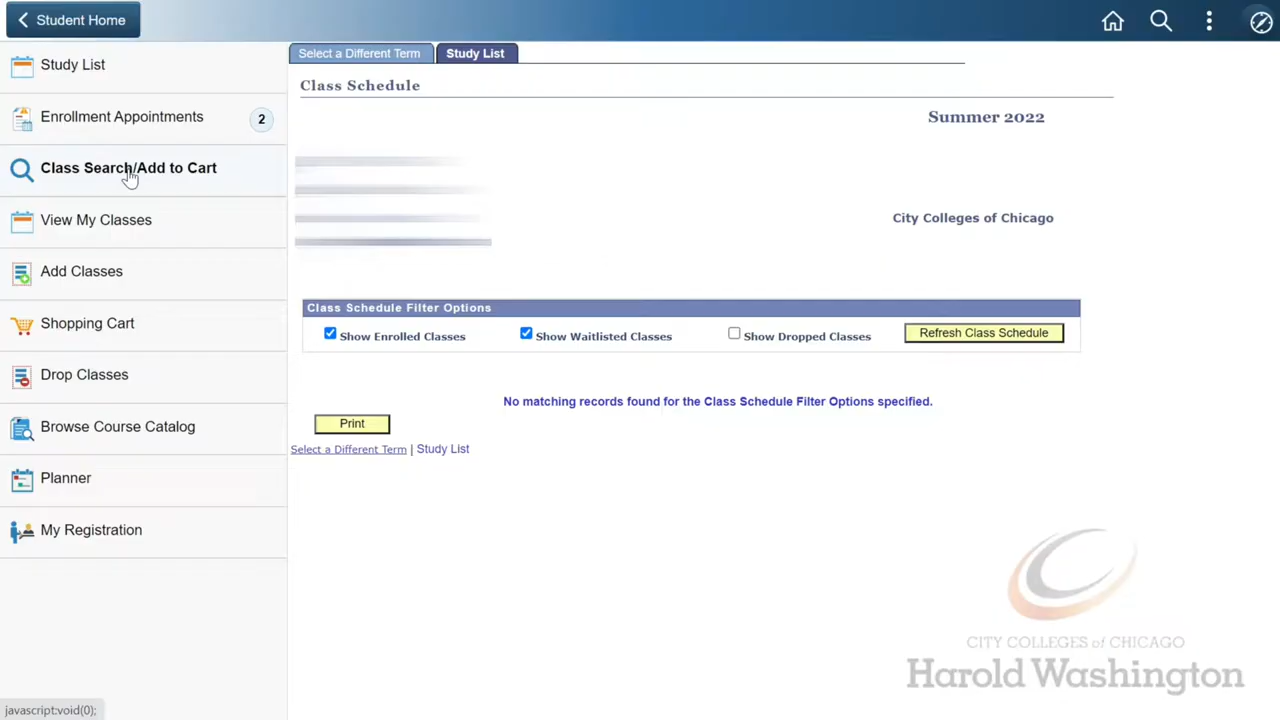 Student Home
Study List
Enrollment Appointments 2
Class Search/Add to Cart
View My Classes
Add Classes
Shopping Cart
Drop Classes
Browse Course Catalog
Planner
My Registration
javascript:void(0);
Select a Different Term Study List
Class Schedule
Summer 2022
City Colleges of Chicago
Class Schedule Filter Options
Show Enrolled Classes Show Waitlisted Classes Show Dropped Classes Refresh Class Schedule
No matching records found for the Class Schedule Filter Options specified.
Print
Select a Different Term | Study List
CITY COLLEGES of CHICAGO
Harold Washington